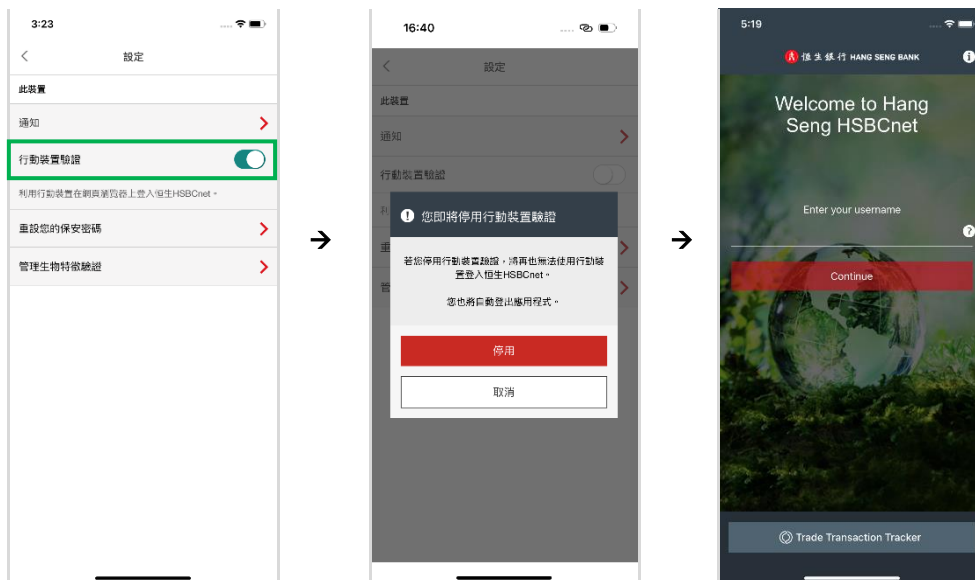 3:23
設定
此裝置
通知
行動裝置驗證
利用行動裝置在網頁瀏覽器上登入恒生HSBCnet。
重設您的保安密碼
管理生物特徵驗證
→
16:40
設定
此裝置
通知
行動裝置驗證
利
重
管
您即將停用行動裝置驗證
若您停用行動裝置驗證，將再也無法使用行動裝
置登入恒生HSBCnet。
您也將自動登出應用程式。
停用
取消
→
5:19
恒生銀行 HANG SENG BANK
Welcome to Hang
Seng HSBCnet
Enter your username
Continue
Trade Transaction Tracker